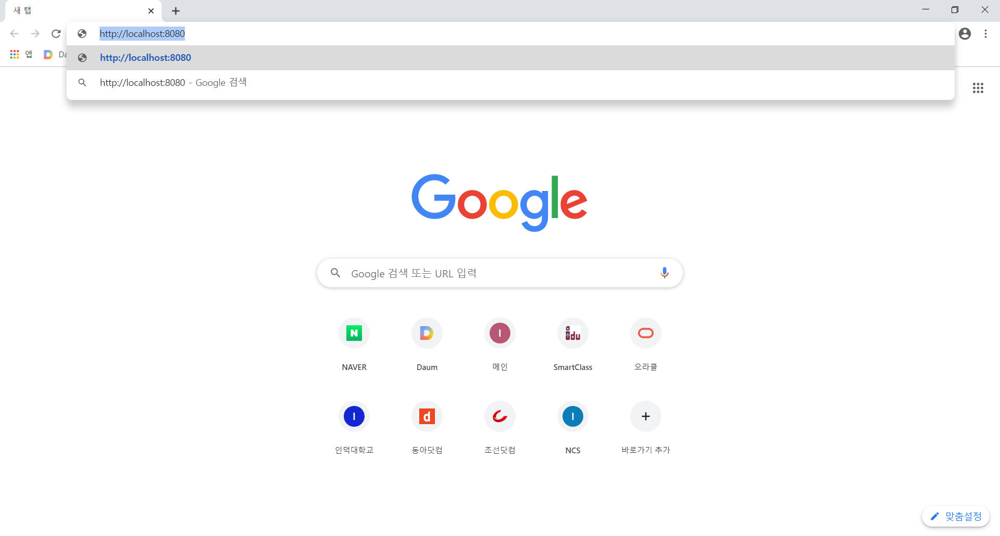 새 탭
http://localhost:8080
앱
Da
http://localhost:8080
http://localhost:8080 - Google 검색
Google
Google 검색 또는 URL 입력
N
D
I
idu
NAVER
Daum
메인
SmartClass
오라클
I
d
I
인덕대학교
동아닷컴
조선닷컴
NCS
바로가기 추가
맞춤설정